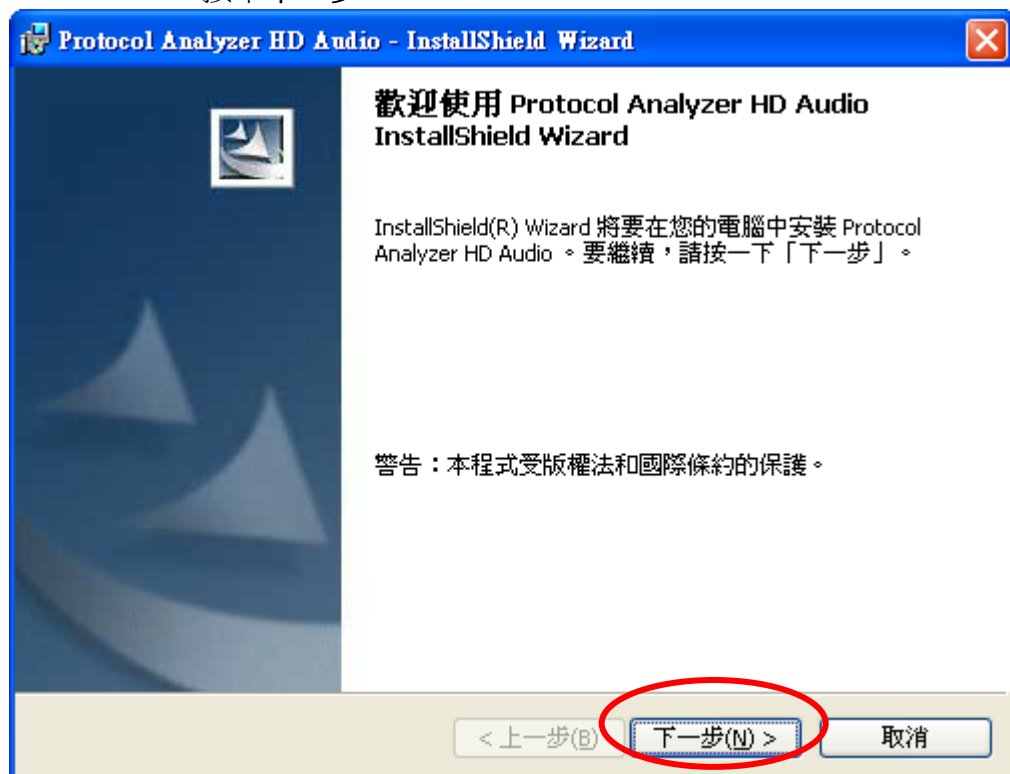 Protocol Analyzer HD Audio - InstallShield Wizard
歡迎使用 Protocol Analyzer HD Audio
InstallShield Wizard
InstallShield(R) Wizard 將要在您的電腦中安裝 Protocol
Analyzer HD Audio 。要繼續，請按一下「下一步」。
警告：本程式受版權法和國際條約的保護。
< 上一步(B)
下一步(N) >
取消